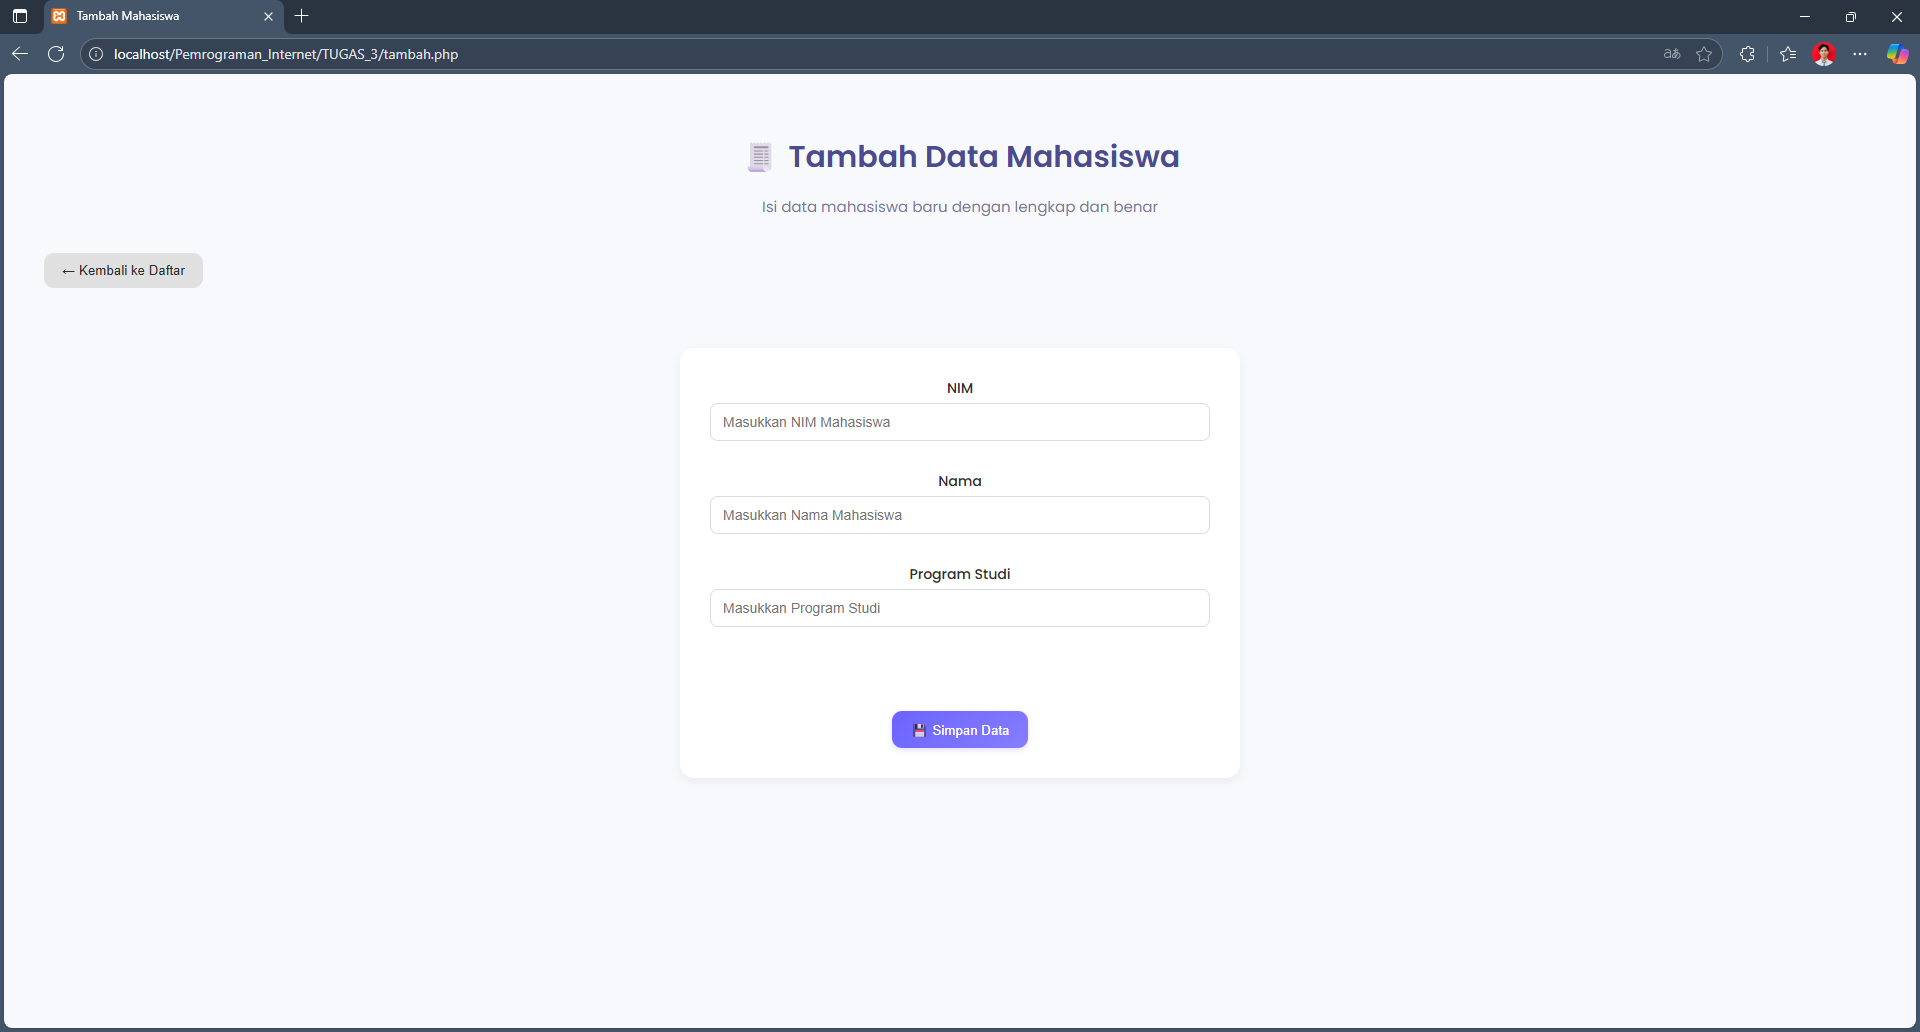 Tambah Mahasiswa
localhost/Pemrograman_Internet/TUGAS_3/tambah.php
Tambah Data Mahasiswa
Isi data mahasiswa baru dengan lengkap dan benar
← Kembali ke Daftar
NIM
Masukkan NIM Mahasiswa
Nama
Masukkan Nama Mahasiswa
Program Studi
Masukkan Program Studi
Simpan Data